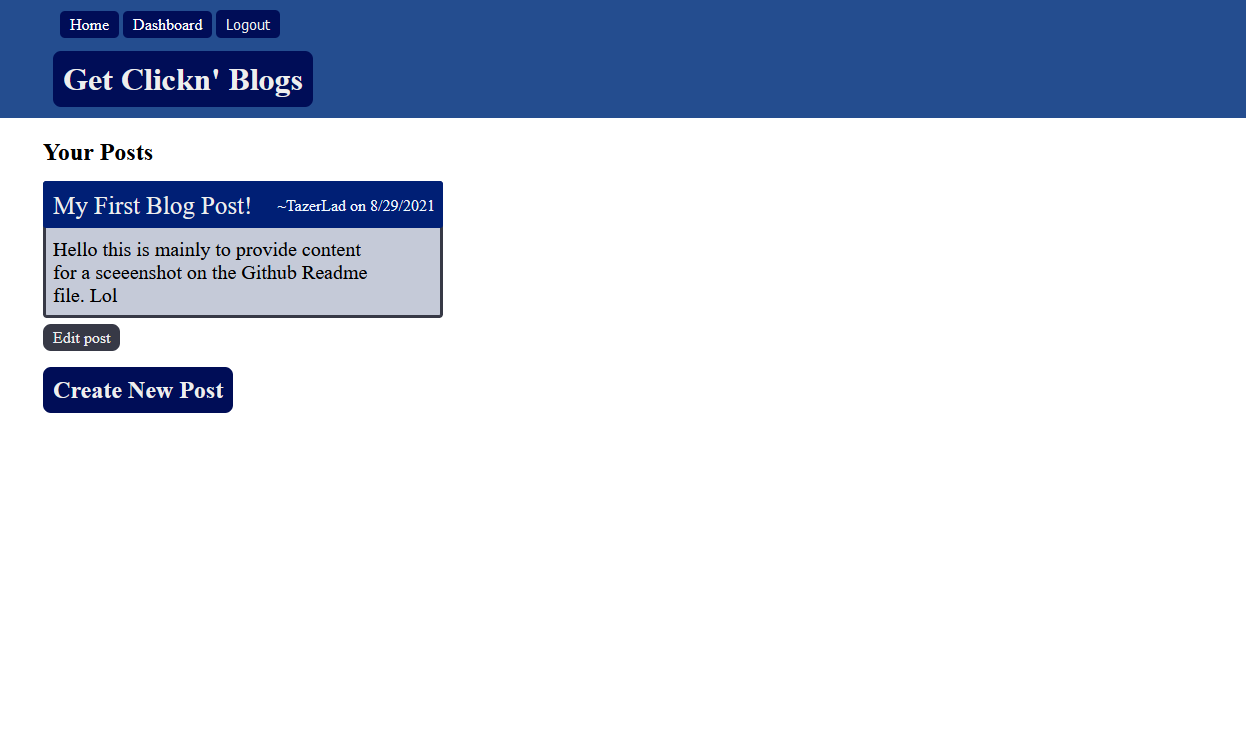 Home Dashboard Logout
Get Clickn' Blogs
Your Posts
My First Blog Post! ~TazerLad on 8/29/2021
Hello this is mainly to provide content
for a sceeenshot on the Github Readme
file. Lol
Edit post
Create New Post